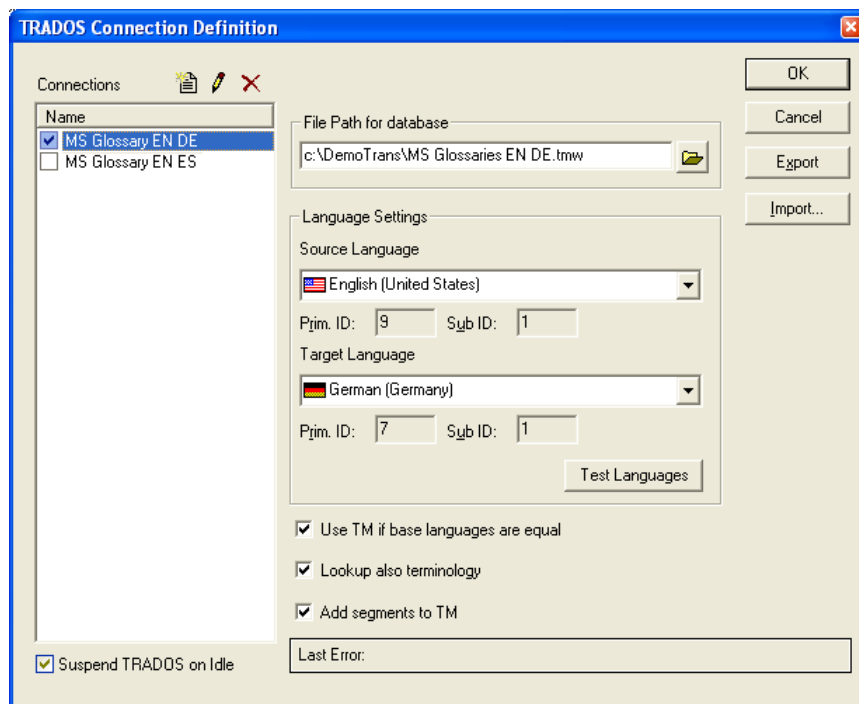 TRADOS Connection Definition
Connections
Name
MS Glossary EN DE
MS Glossary EN ES
Suspend TRADOS on Idle
File Path for database
c:\DemoTrans\MS Glossaries EN DE.tmw
Language Settings
Source Language
English (United States)
Prim. ID: 9 Sub ID: 1
Target Language
German (Germany)
Prim. ID: 7 Sub ID: 1
Test Languages
Use TM if base languages are equal
Lookup also terminology
Add segments to TM
Last Error:
OK
Cancel
Export
Import...